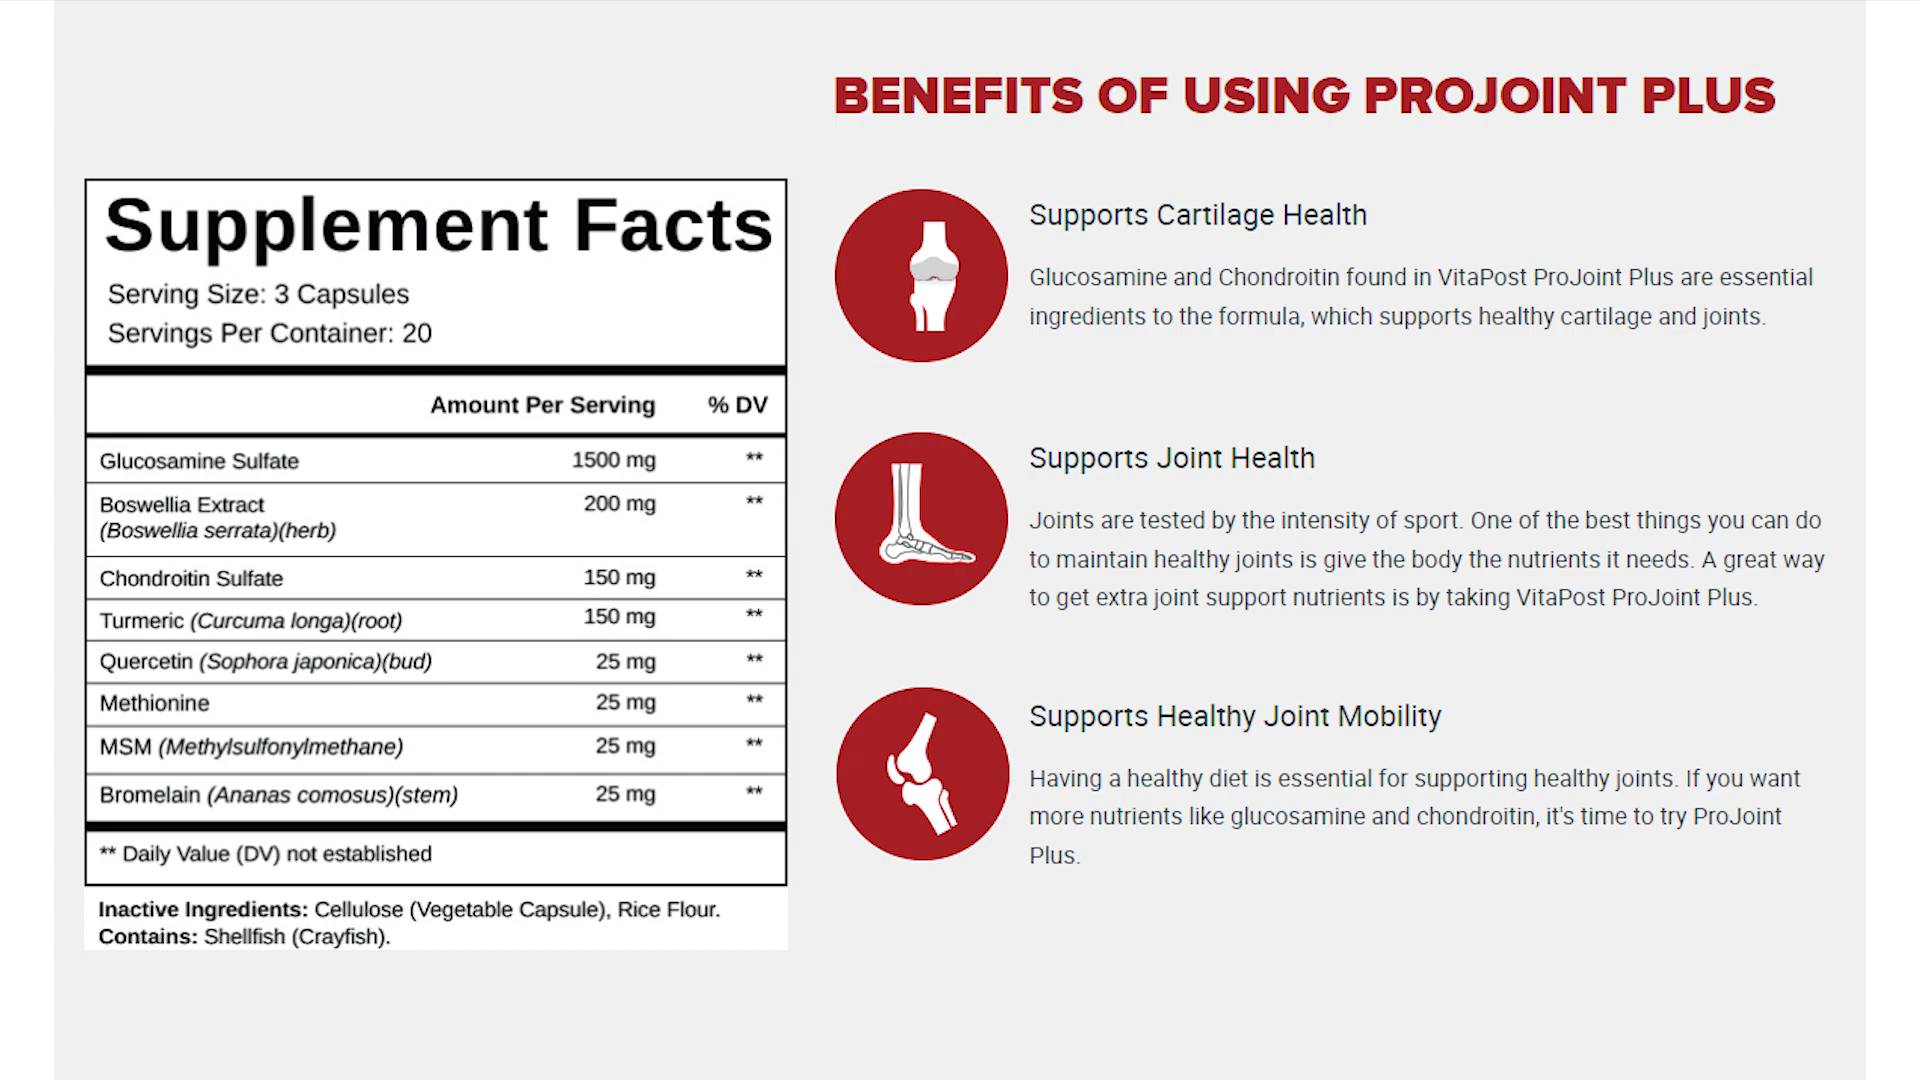 BENEFITS OF USING PROJOINT PLUS
Supplement Facts
Serving Size: 3 Capsules
Servings Per Container: 20
Amount Per Serving % DV
Glucosamine Sulfate 1500 mg **
Boswellia Extract 200 mg **
(Boswellia serrata)(herb)
Chondroitin Sulfate 150 mg **
Turmeric (Curcuma longa)(root) 150 mg **
Quercetin (Sophora japonica)(bud) 25 mg **
Methionine 25 mg **
MSM (Methylsulfonylmethane) 25 mg **
Bromelain (Ananas comosus)(stem) 25 mg **
** Daily Value (DV) not established
Inactive Ingredients: Cellulose (Vegetable Capsule), Rice Flour.
Contains: Shellfish (Crayfish).
Supports Cartilage Health
Glucosamine and Chondroitin found in VitaPost ProJoint Plus are essential
ingredients to the formula, which supports healthy cartilage and joints.
Supports Joint Health
Joints are tested by the intensity of sport. One of the best things you can do
to maintain healthy joints is give the body the nutrients it needs. A great way
to get extra joint support nutrients is by taking VitaPost ProJoint Plus.
Supports Healthy Joint Mobility
Having a healthy diet is essential for supporting healthy joints. If you want
more nutrients like glucosamine and chondroitin, it's time to try ProJoint
Plus.